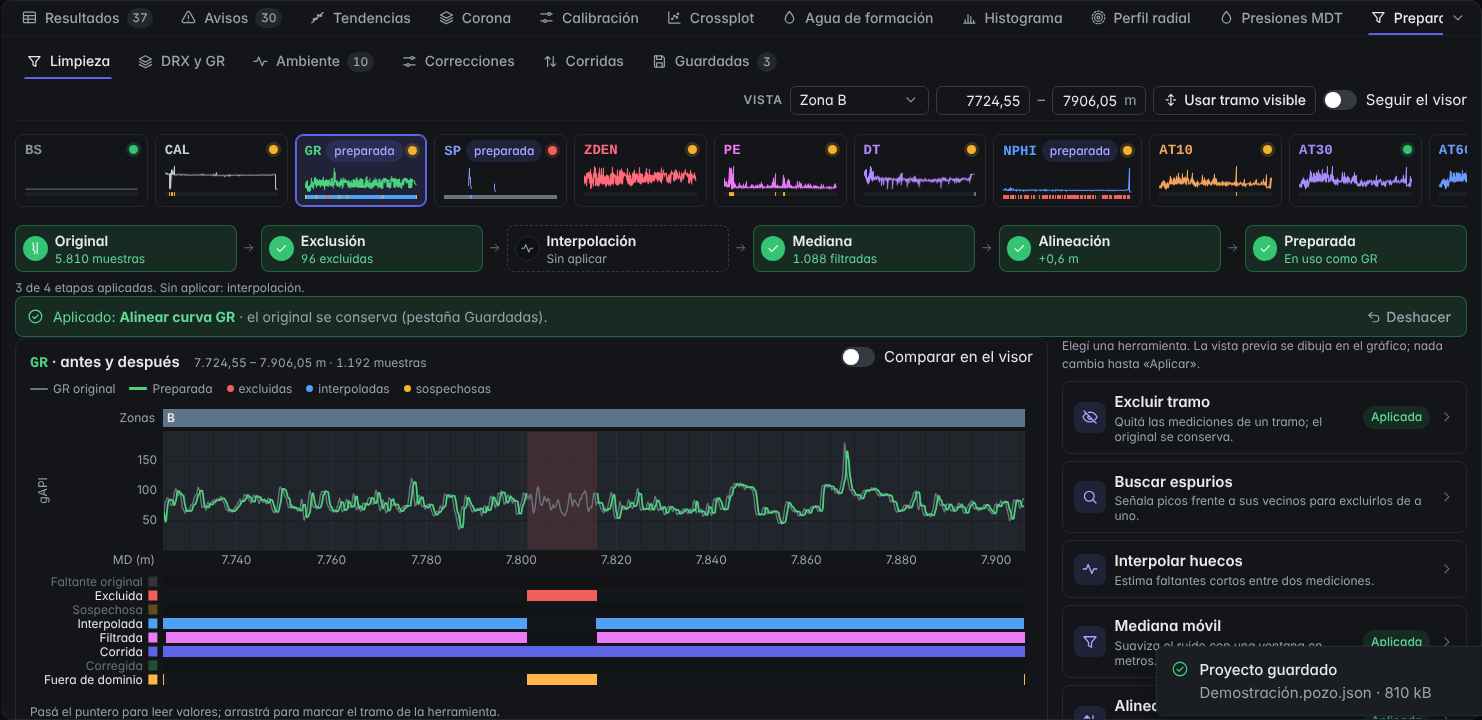 Resultados 37 Avisos 30 Tendencias Corona Calibración Crossplot Agua de formación Histograma Perfil radial Presiones MDT Prepar
Limpieza DRX y GR Ambiente 10 Correcciones Corridas Guardadas 3
VISTA Zona B 7724,55 – 7906,05 m Usar tramo visible Seguir el visor
BS CAL GR preparada SP preparada ZDEN PE DT NPHI preparada AT10 AT30 AT60
Original Exclusión Interpolación Mediana Alineación Preparada
5.810 muestras 96 excluidas Sin aplicar 1.088 filtradas +0,6 m En uso como GR
3 de 4 etapas aplicadas. Sin aplicar: interpolación.
Aplicado: Alinear curva GR · el original se conserva (pestaña Guardadas). Deshacer
GR · antes y después 7.724,55 – 7.906,05 m · 1.192 muestras Comparar en el visor
GR original Preparada excluidas interpoladas sospechosas
Zonas B
gAPI
150
100
50
MD (m) 7.740 7.760 7.780 7.800 7.820 7.840 7.860 7.880 7.900
Faltante original
Excluida
Sospechosa
Interpolada
Filtrada
Corrida
Corregida
Fuera de dominio
Pasá el puntero para leer valores; arrastrá para marcar el tramo de la herramienta.
Elegí una herramienta. La vista previa se dibuja en el gráfico; nada
cambia hasta «Aplicar».
Excluir tramo
Quitá las mediciones de un tramo; el
original se conserva.
Aplicada
Buscar espurios
Señala picos frente a sus vecinos para excluirlos de a
uno.
Interpolar huecos
Estima faltantes cortos entre dos mediciones.
Mediana móvil
Suaviza el ruido con una ventana en
metros.
Aplicada
Alinea
Proyecto guardado
Demostración.pozo.json · 810 kB